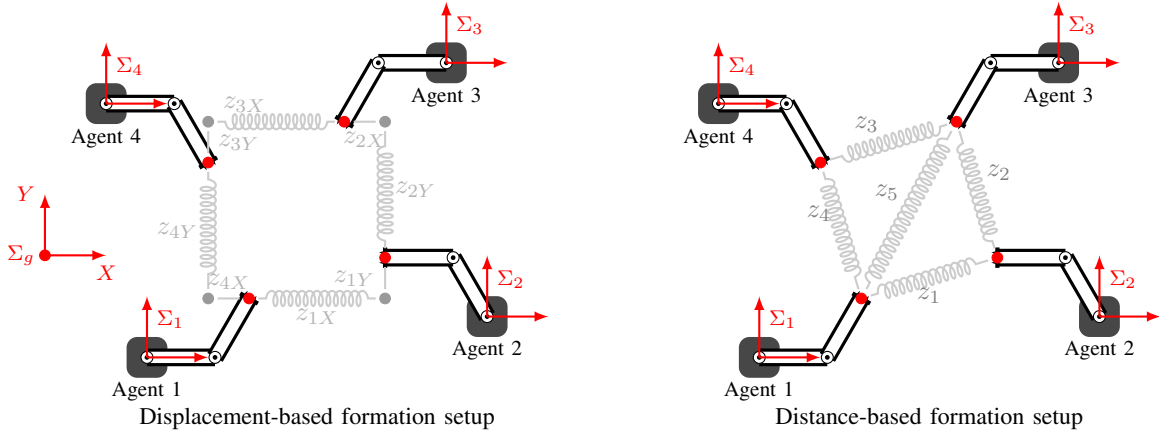 Σ₃
Agent 3
Σ₄
Agent 4
z₃X
z₃Y
z₂X
z₂Y
z₄Y
Y
Σg
X
z₄X
z₁Y
z₁X
Σ₂
Agent 2
Σ₁
Agent 1
Displacement-based formation setup
Σ₃
Agent 3
Σ₄
Agent 4
z₃
z₂
z₅
z₄
z₁
Σ₂
Agent 2
Σ₁
Agent 1
Distance-based formation setup